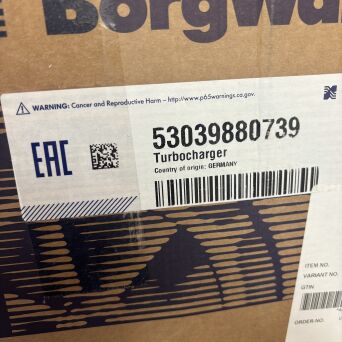 BorgWa
WARNING: Cancer and Reproductive Harm – http://www.p65warnings.ca.gov.
EAC
53039880739
Turbocharger
Country of origin: GERMANY
ITEM NO.
VARIANT NO.
GTIN
ORDER-NO.